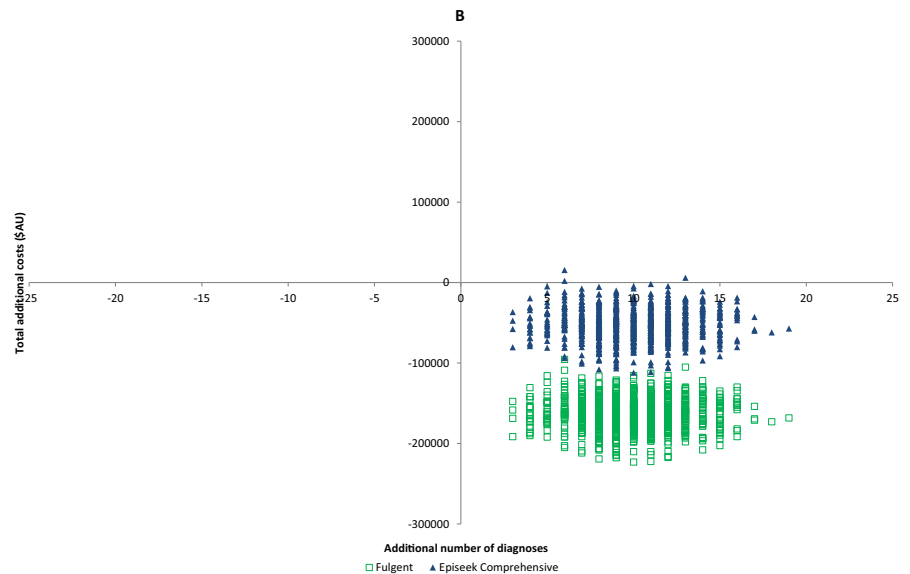 B
300000
200000
100000
0
-25 -20 -15 -10 -5 0 5 10 15 20 25
-100000
-200000
-300000
Total additional costs ($AU)
Additional number of diagnoses
Fulgent Episeek Comprehensive